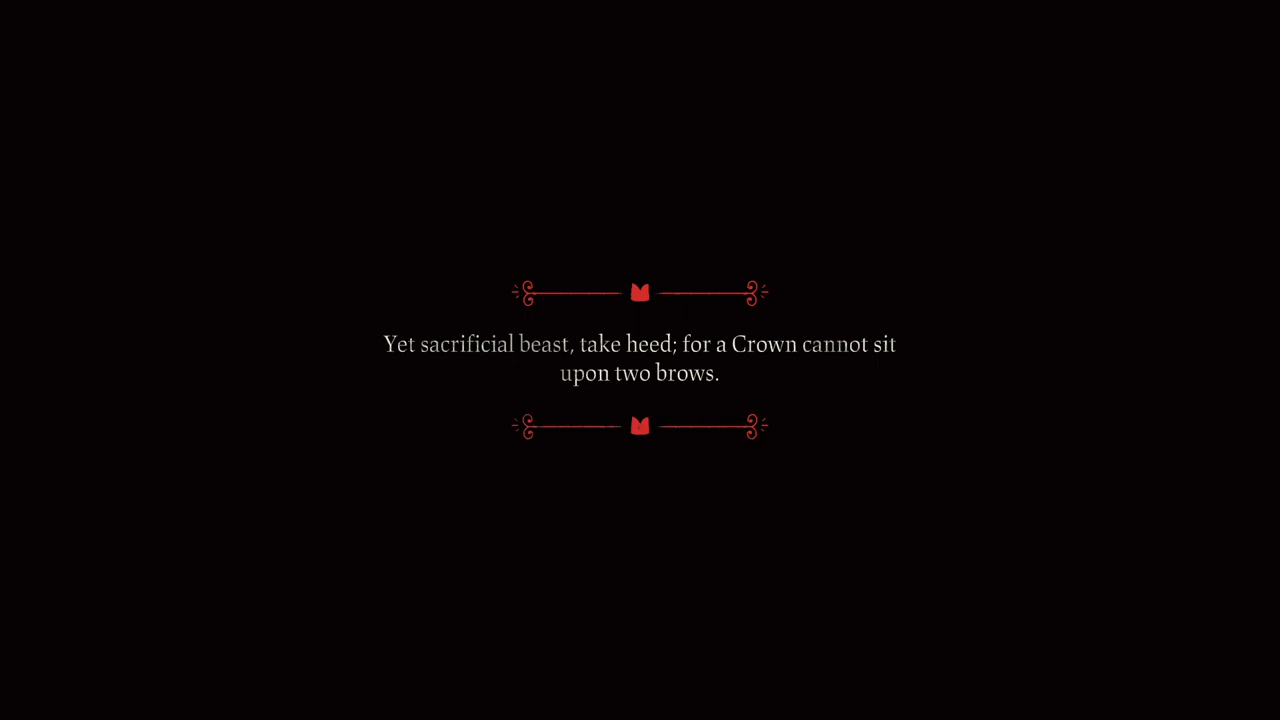 Yet sacrificial beast, take heed; for a Crown cannot sit
upon two brows.